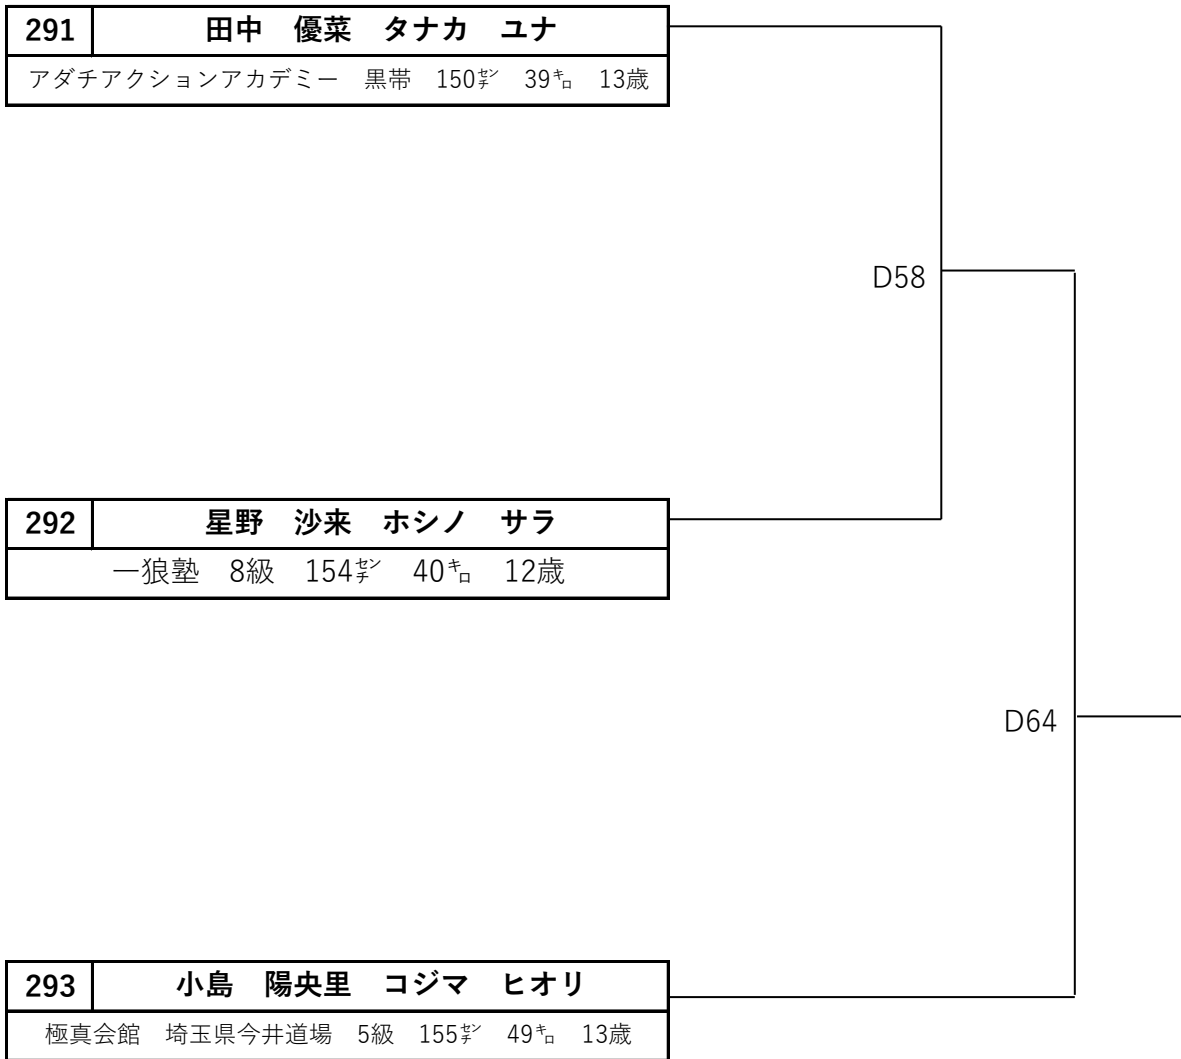 291 田中　優菜　タナカ　ユナ
アダチアクションアカデミー　黒帯　150㌢　39㌔　13歳
D58
292 星野　沙来　ホシノ　サラ
一狼塾　8級　154㌢　40㌔　12歳
D64
293 小島　陽央里　コジマ　ヒオリ
極真会館　埼玉県今井道場　5級　155㌢　49㌔　13歳